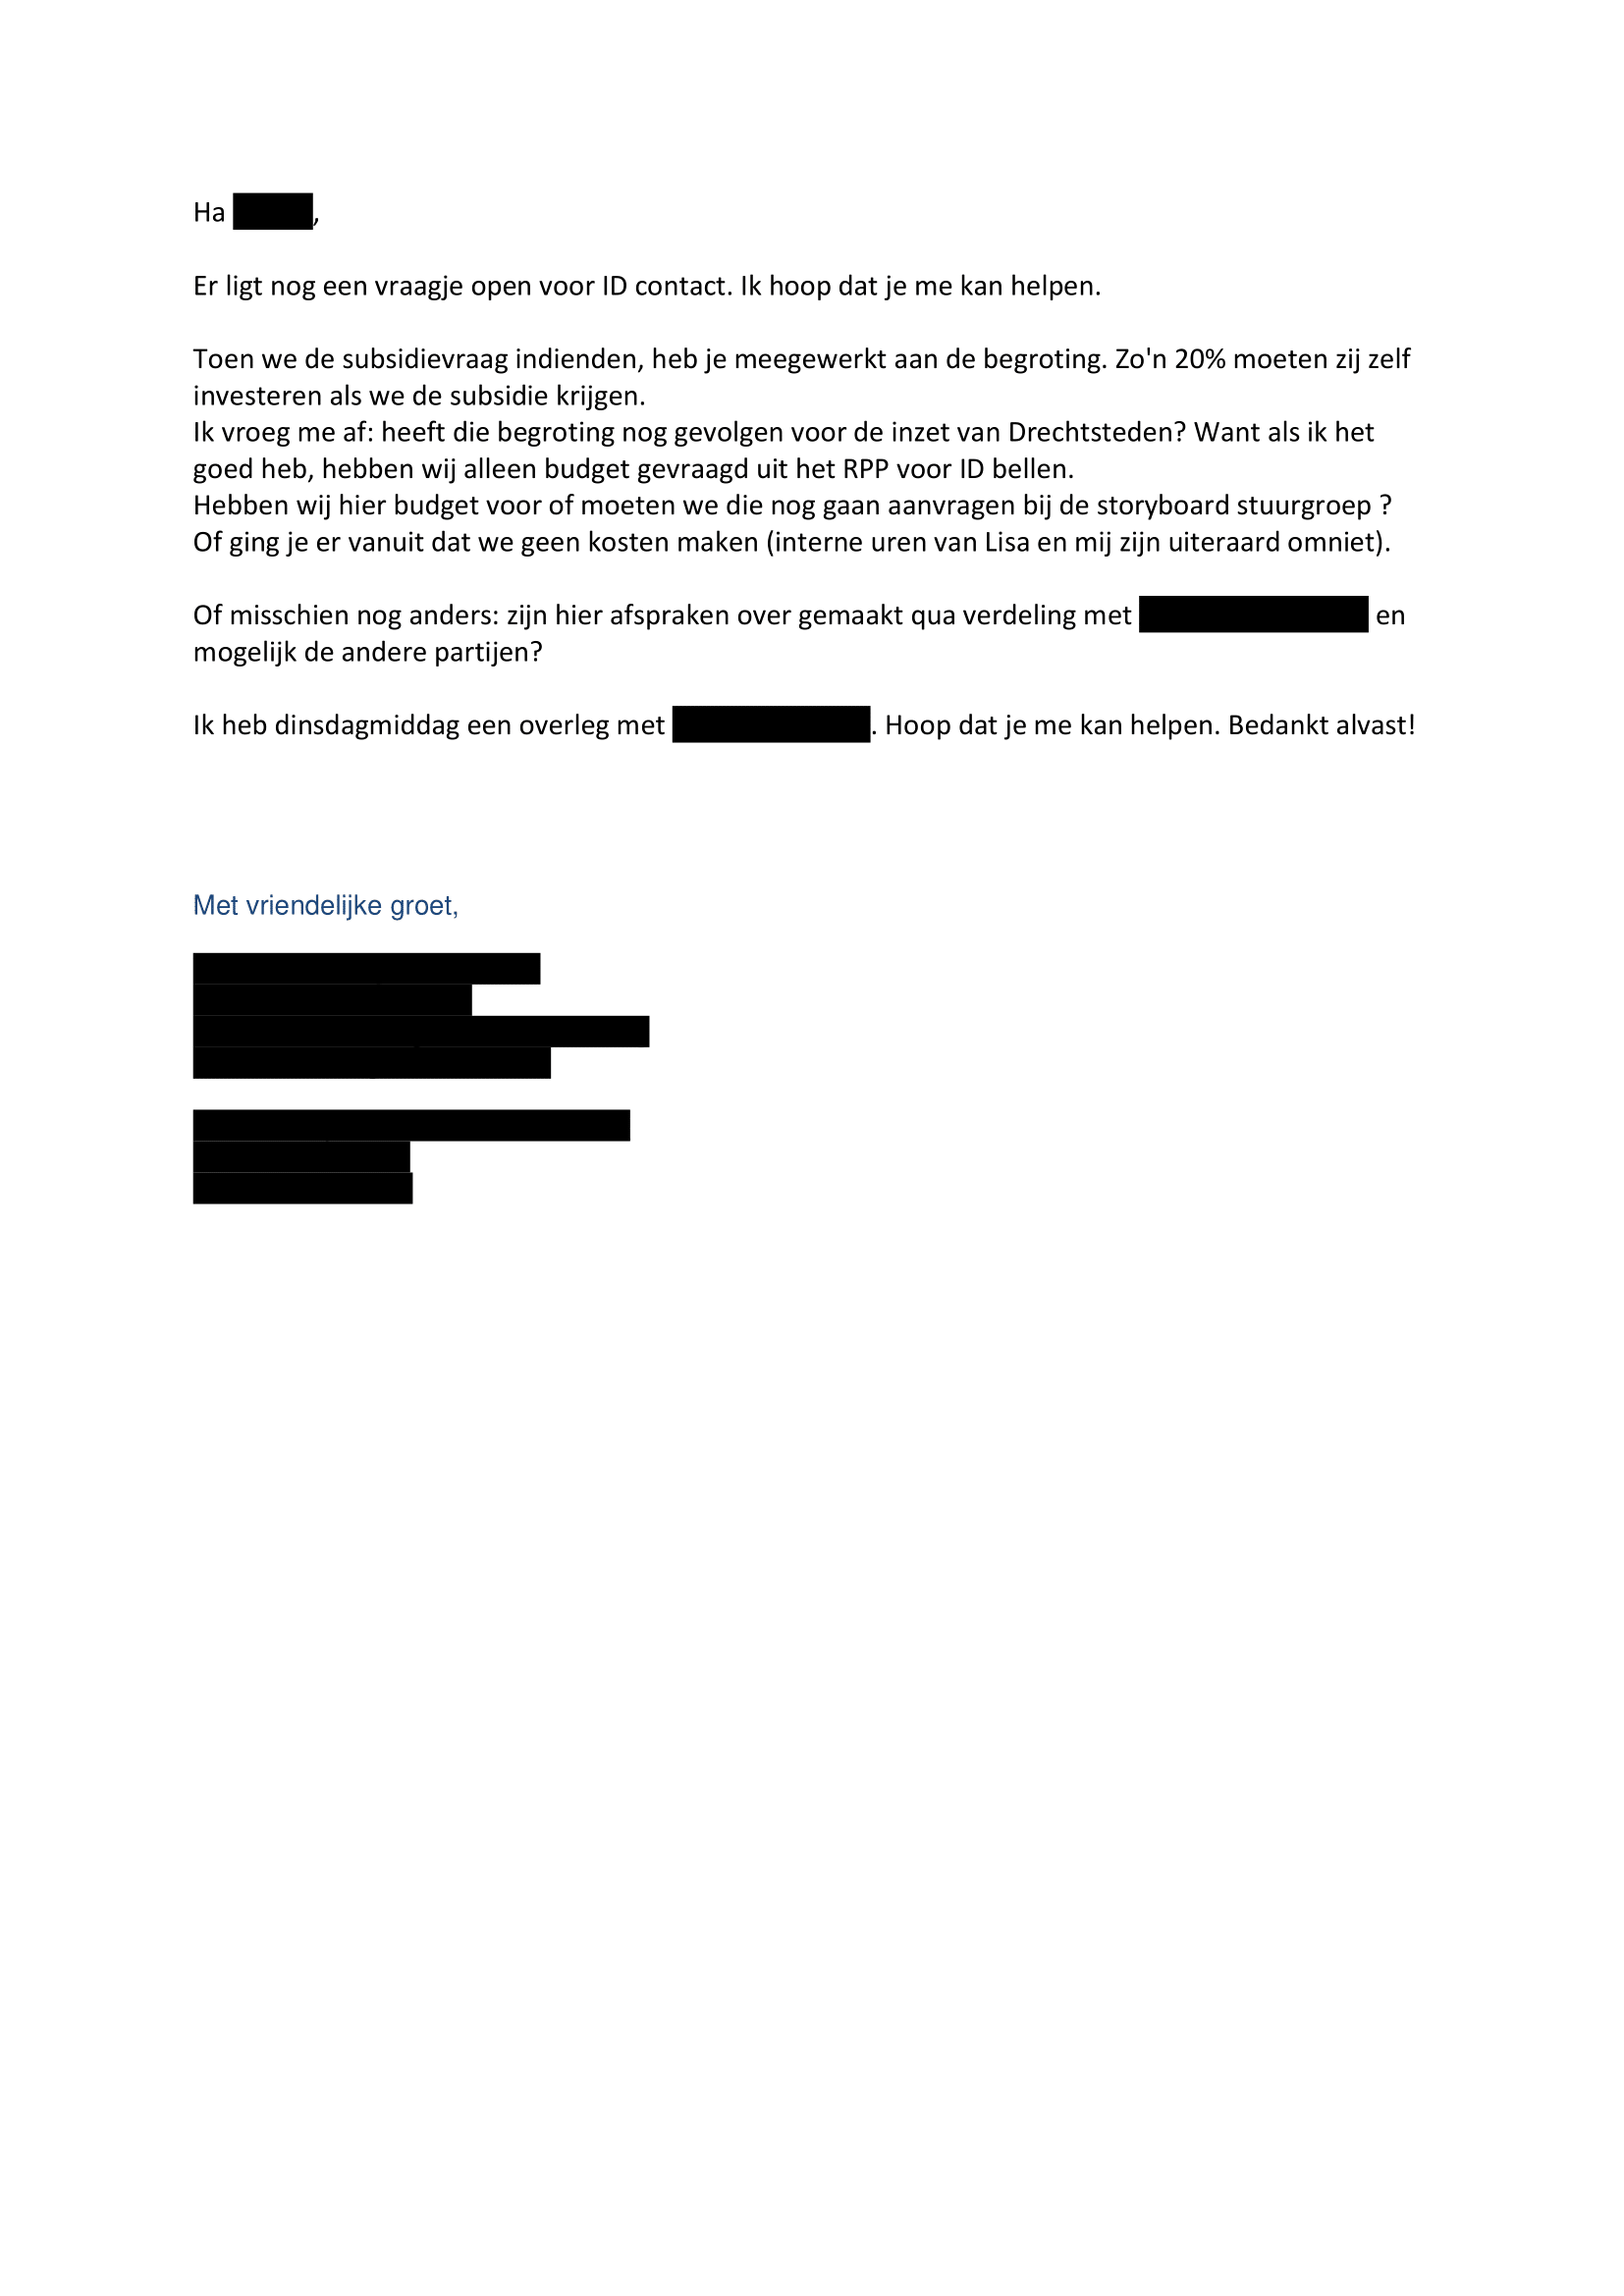 Ha ,
Er ligt nog een vraagje open voor ID contact. Ik hoop dat je me kan helpen.
Toen we de subsidievraag indienden, heb je meegewerkt aan de begroting. Zo'n 20% moeten zij zelf
investeren als we de subsidie krijgen.
Ik vroeg me af: heeft die begroting nog gevolgen voor de inzet van Drechtsteden? Want als ik het
goed heb, hebben wij alleen budget gevraagd uit het RPP voor ID bellen.
Hebben wij hier budget voor of moeten we die nog gaan aanvragen bij de storyboard stuurgroep ?
Of ging je er vanuit dat we geen kosten maken (interne uren van Lisa en mij zijn uiteraard omniet).
Of misschien nog anders: zijn hier afspraken over gemaakt qua verdeling met en
mogelijk de andere partijen?
Ik heb dinsdagmiddag een overleg met . Hoop dat je me kan helpen. Bedankt alvast!
Met vriendelijke groet,